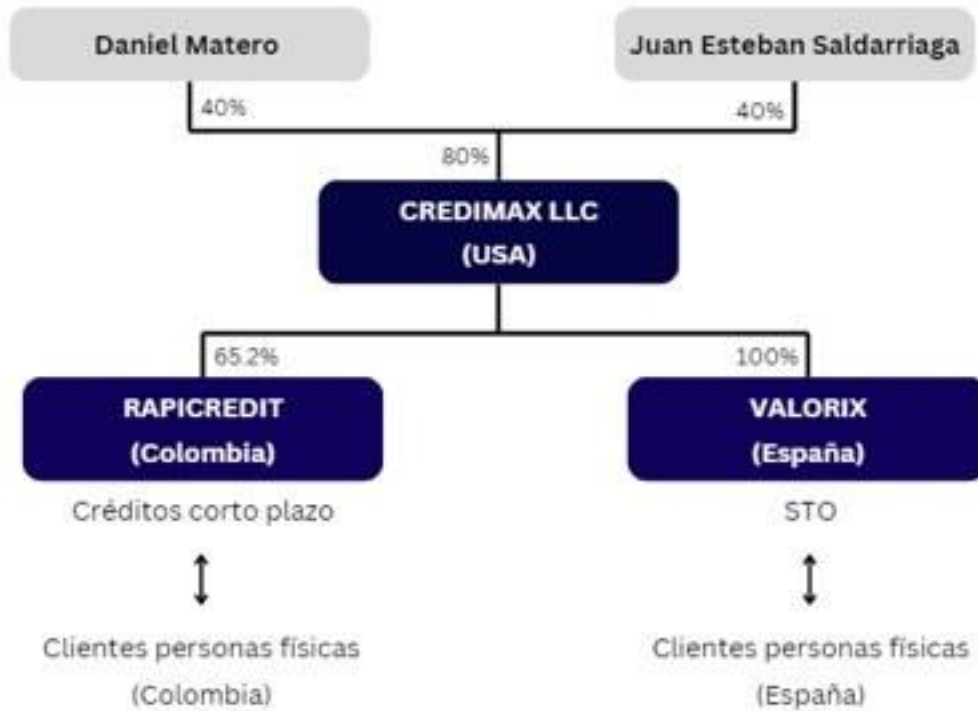 Daniel Matero
Juan Esteban Saldarriaga
40%
40%
80%
CREDIMAX LLC
(USA)
65.2%
100%
RAPICREDIT
(Colombia)
VALORIX
(España)
Créditos corto plazo
STO
Clientes personas físicas
(Colombia)
Clientes personas físicas
(España)